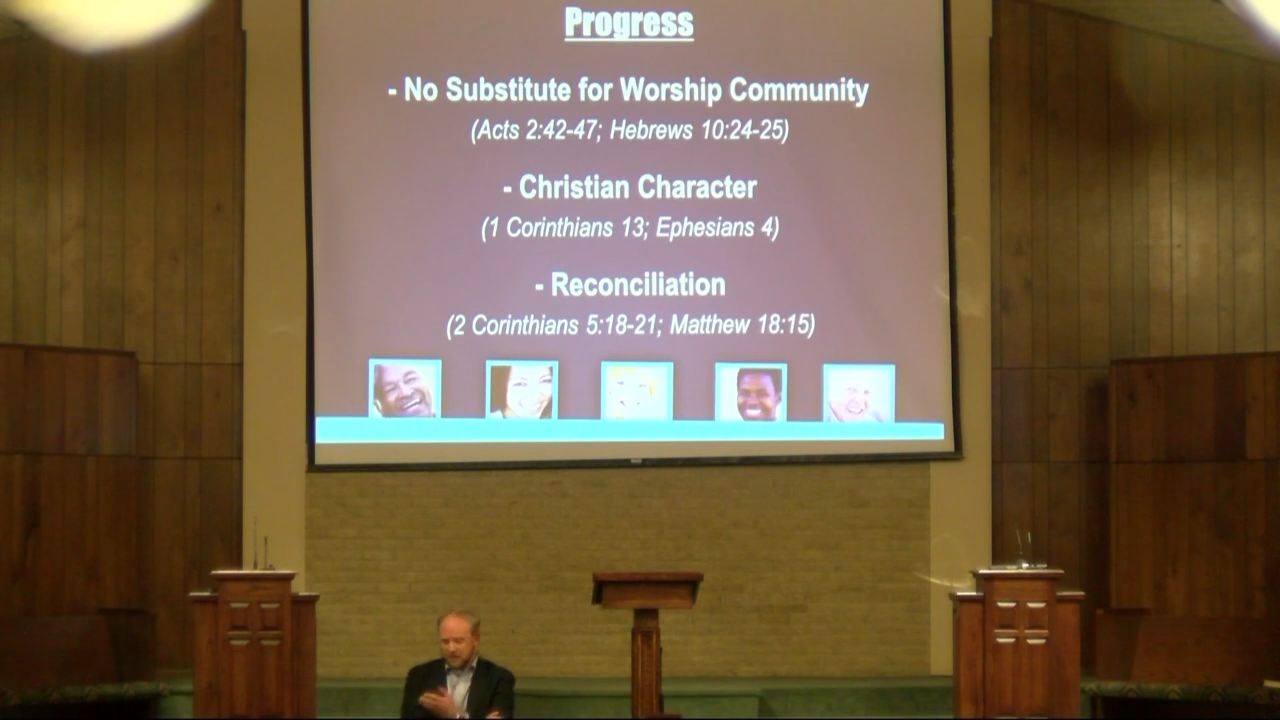 Progress
- No Substitute for Worship Community
(Acts 2:42-47; Hebrews 10:24-25)
- Christian Character
(1 Corinthians 13; Ephesians 4)
- Reconciliation
(2 Corinthians 5:18-21; Matthew 18:15)